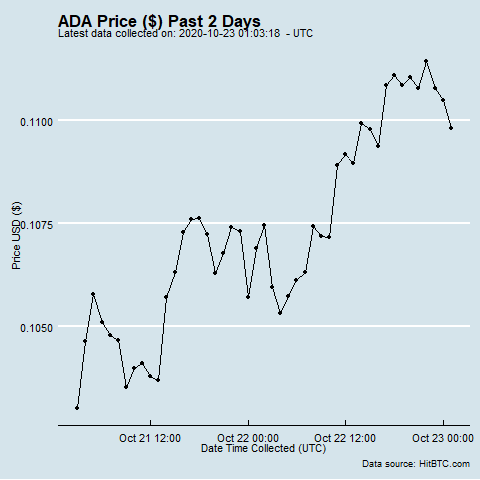 ADA Price ($) Past 2 Days
Latest data collected on: 2020-10-23 01:03:18  - UTC
0.1100
0.1075
0.1050
Price USD ($)
Oct 21 12:00
Oct 22 00:00
Oct 22 12:00
Oct 23 00:00
Date Time Collected (UTC)
Data source: HitBTC.com